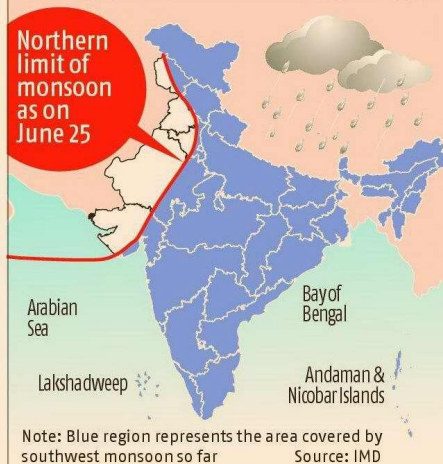 Northern
limit of
monsoon
as on
June 25
Arabian
Sea
Bay of
Bengal
Lakshadweep
Andaman &
Nicobar Islands
Note: Blue region represents the area covered by
southwest monsoon so far Source: IMD